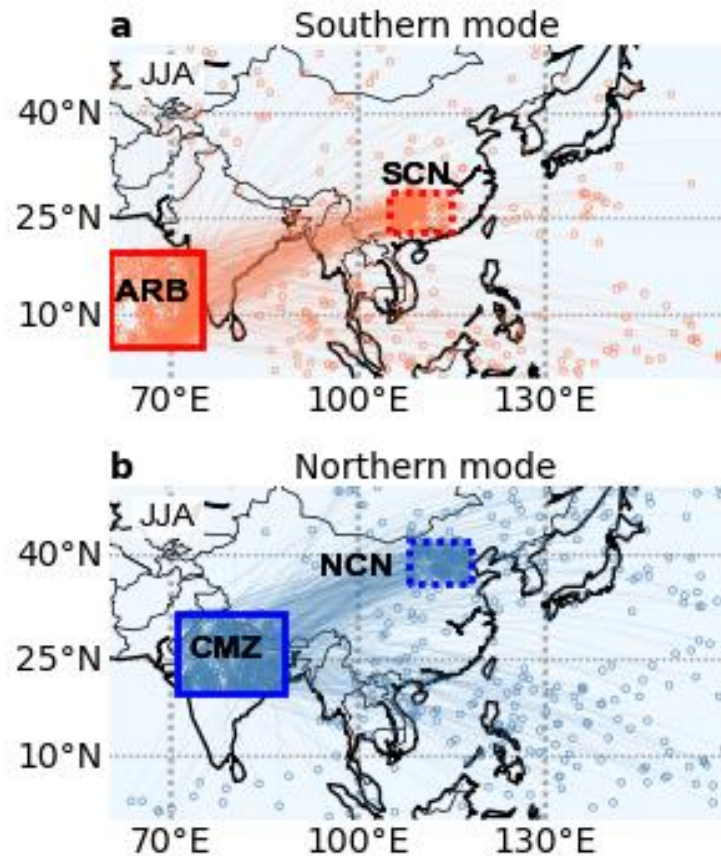 a Southern mode
JJA
40°N
SCN
25°N
ARB
10°N
70°E 100°E 130°E
b Northern mode
JJA
40°N
NCN
CMZ
25°N
10°N
70°E 100°E 130°E